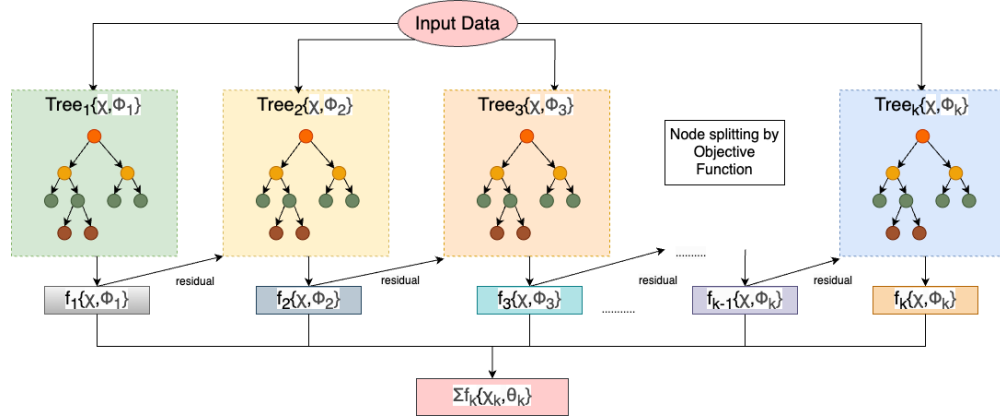 Input Data
Tree₁{χ,Φ₁}
Tree₂{χ,Φ₂}
Tree₃{χ,Φ₃}
Treeₖ{χ,Φₖ}
Node splitting by
Objective
Function
residual
residual
residual
residual
..........
f₁{χ,Φ₁}
f₂{χ,Φ₂}
f₃{χ,Φ₃}
...........
fₖ₋₁{χ,Φₖ}
fₖ{χ,Φₖ}
Σfₖ{χₖ,θₖ}